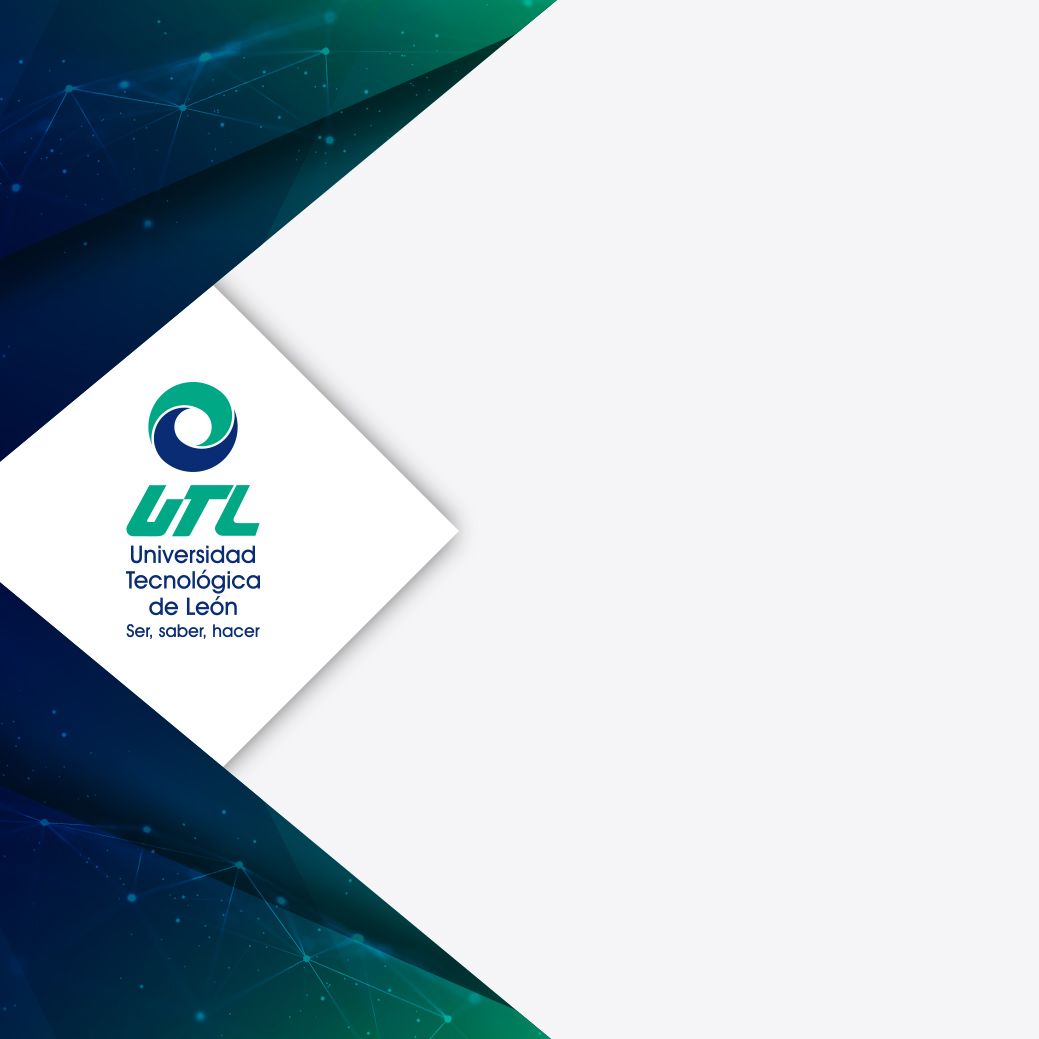 UTL
Universidad
Tecnológica
de León
Ser, saber, hacer